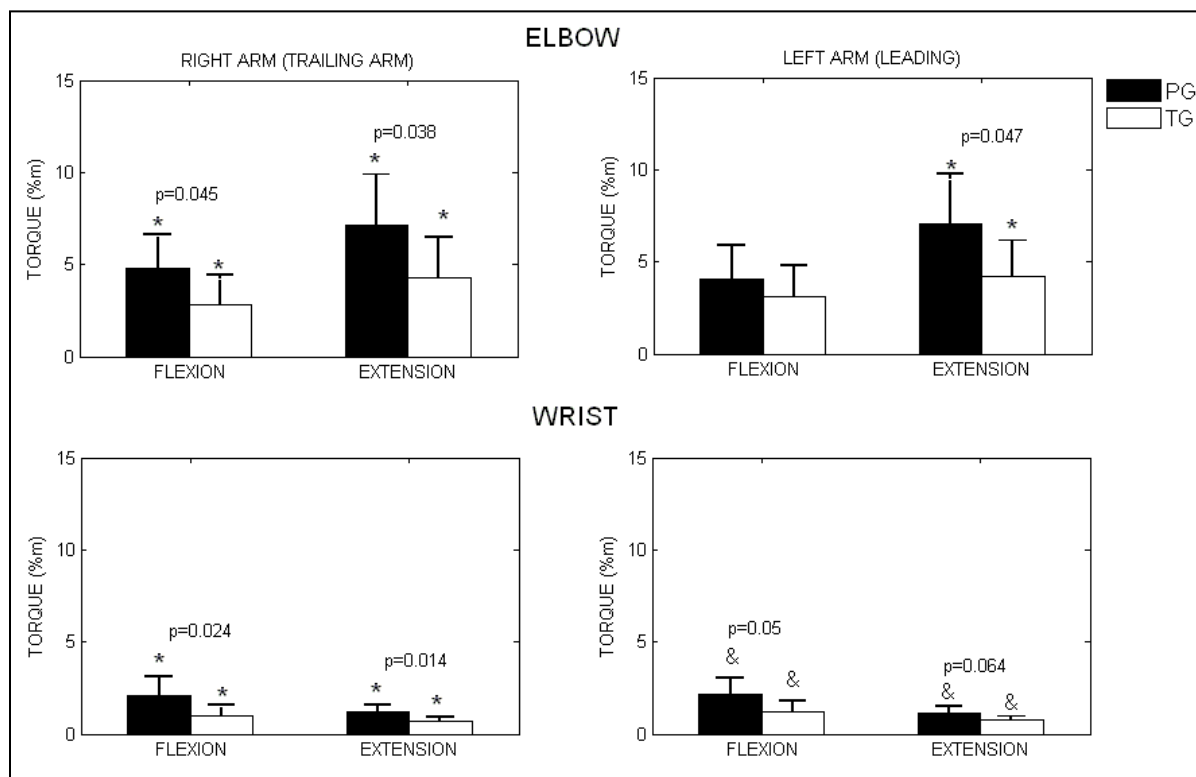 ELBOW
RIGHT ARM (TRAILING ARM)
15
10
5
0
TORQUE (%m)
p=0.045
*
*
p=0.038
*
*
FLEXION
EXTENSION
LEFT ARM (LEADING)
15
10
5
0
TORQUE (%m)
p=0.047
*
*
FLEXION
EXTENSION
PG
TG
WRIST
15
10
5
0
TORQUE (%m)
p=0.024
*
*
p=0.014
*
*
FLEXION
EXTENSION
15
10
5
0
TORQUE (%m)
p=0.05
&
&
p=0.064
&
&
FLEXION
EXTENSION